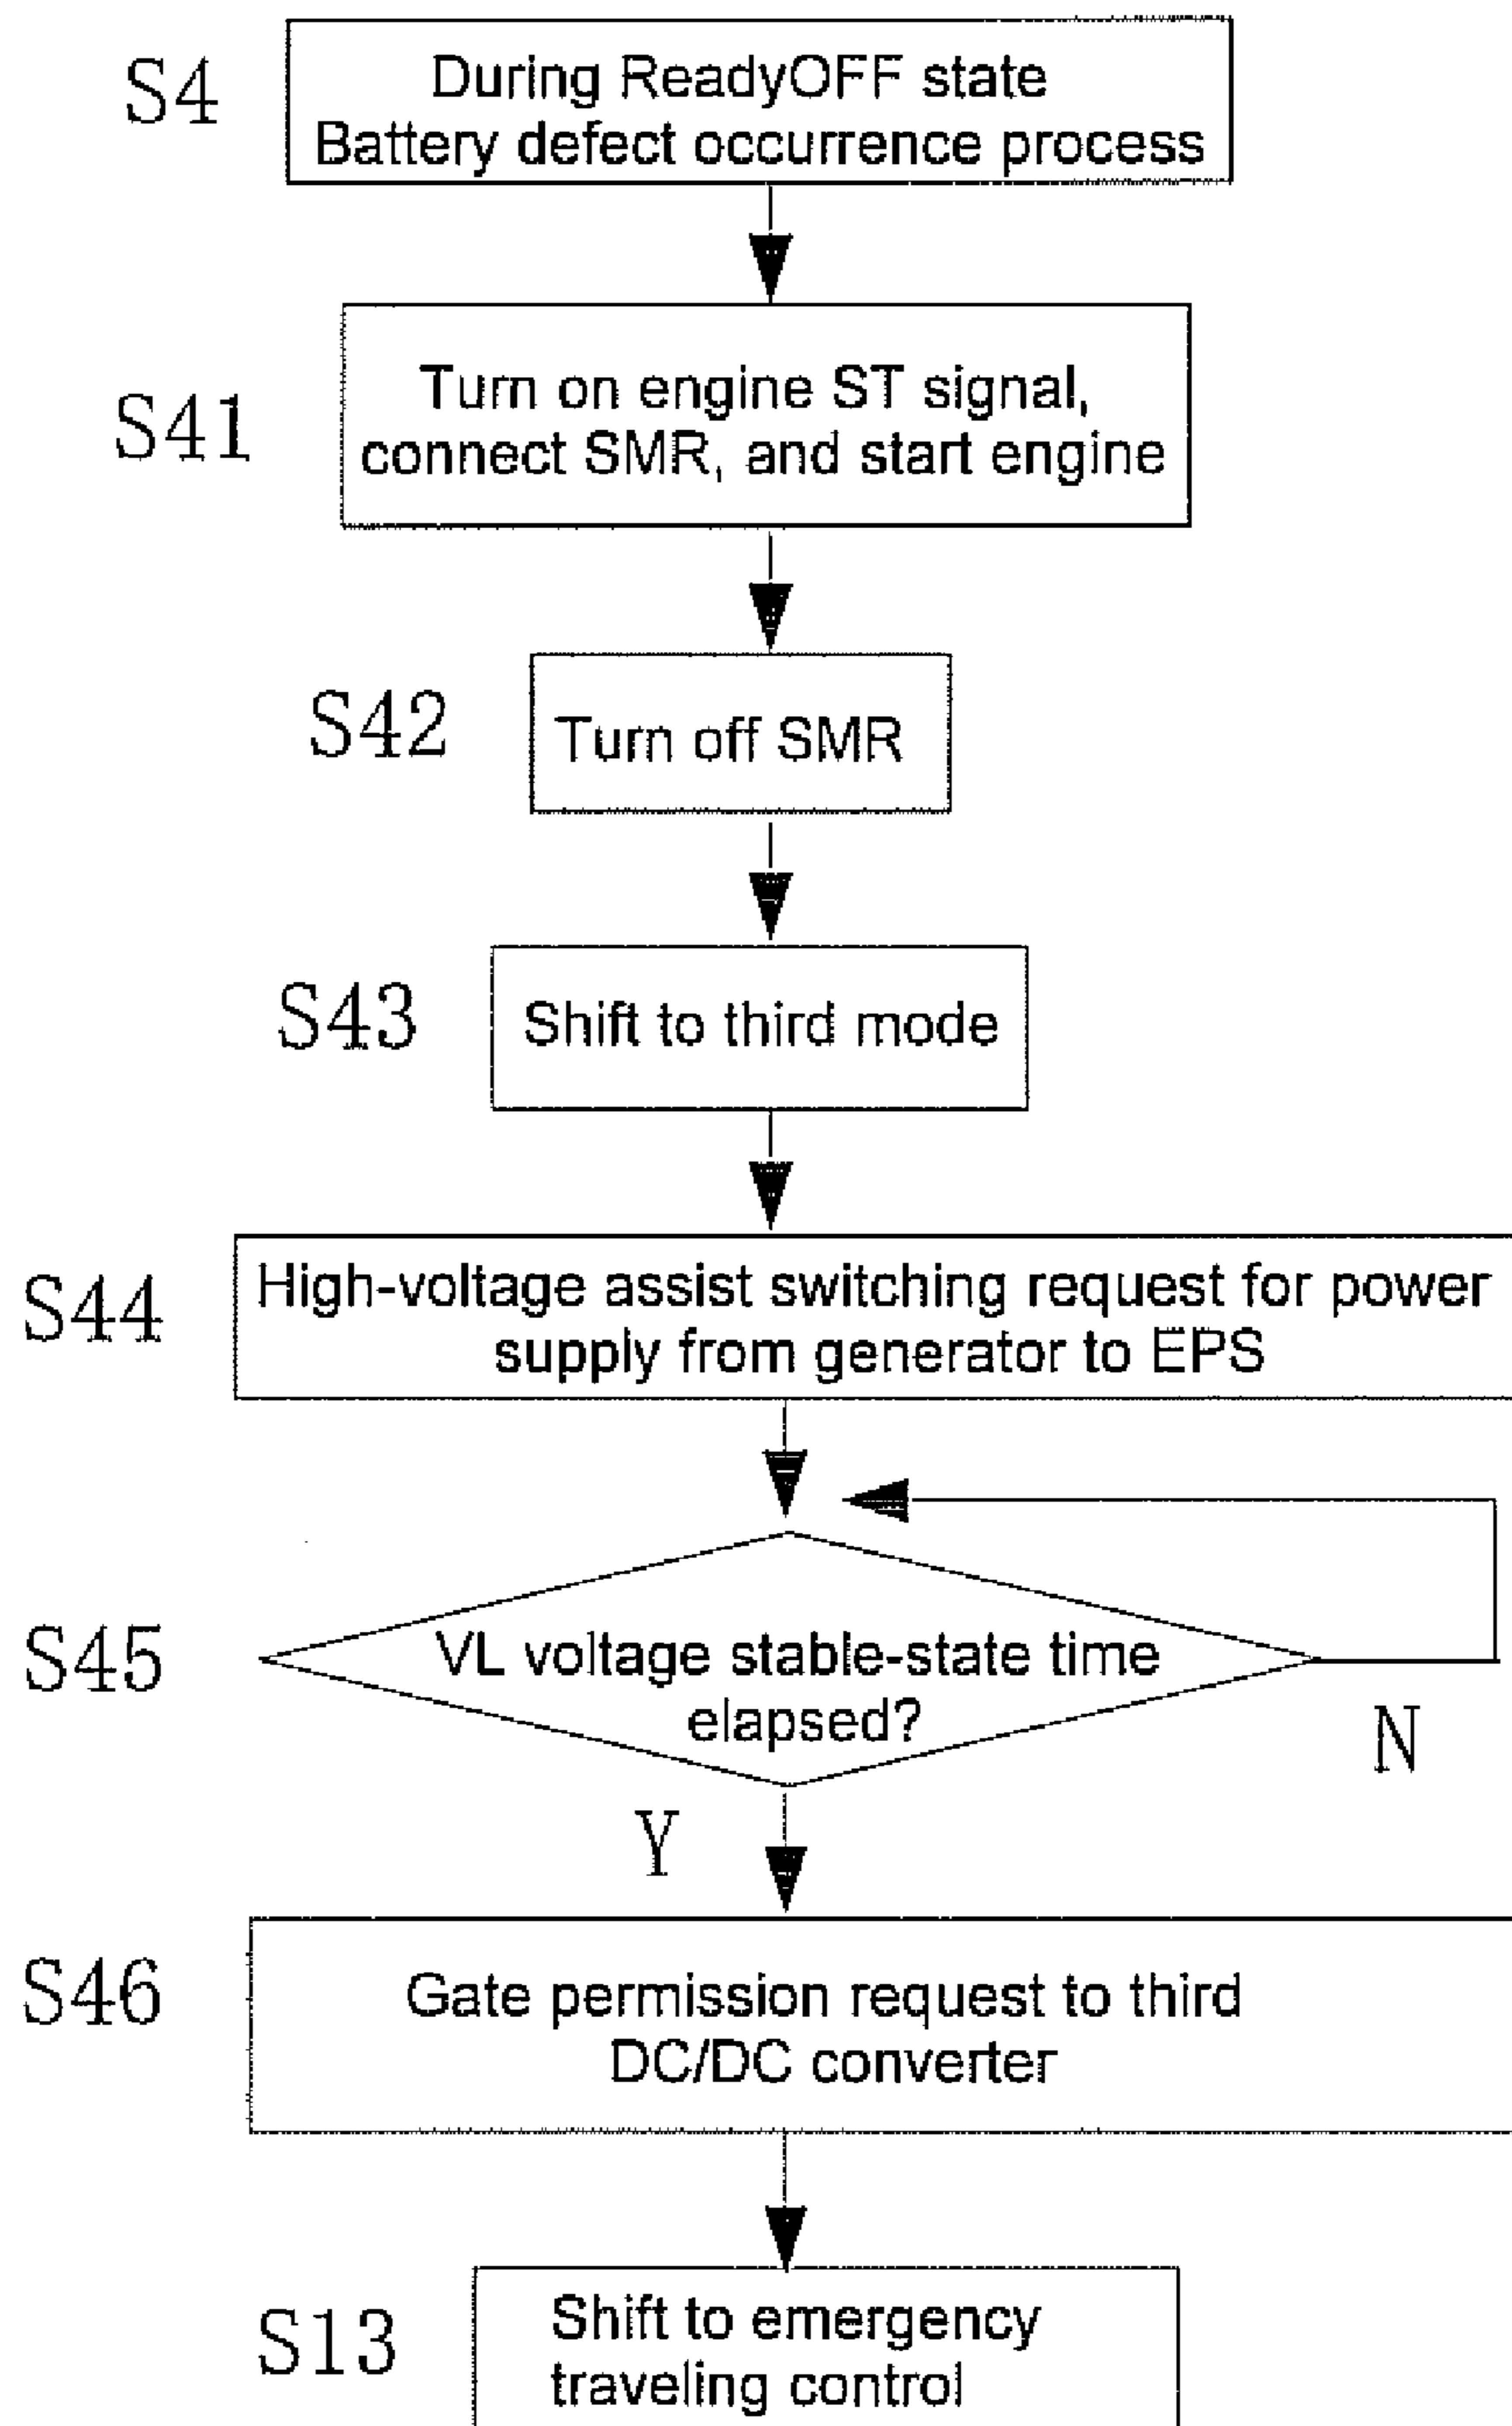 S4
During ReadyOFF state
Battery defect occurrence process
S41
Turn on engine ST signal,
connect SMR, and start engine
S42
Turn off SMR
S43
Shift to third mode
S44
High-voltage assist switching request for power
supply from generator to EPS
S45
VL voltage stable-state time
elapsed?
N
Y
S46
Gate permission request to third
DC/DC converter
S13
Shift to emergency
traveling control